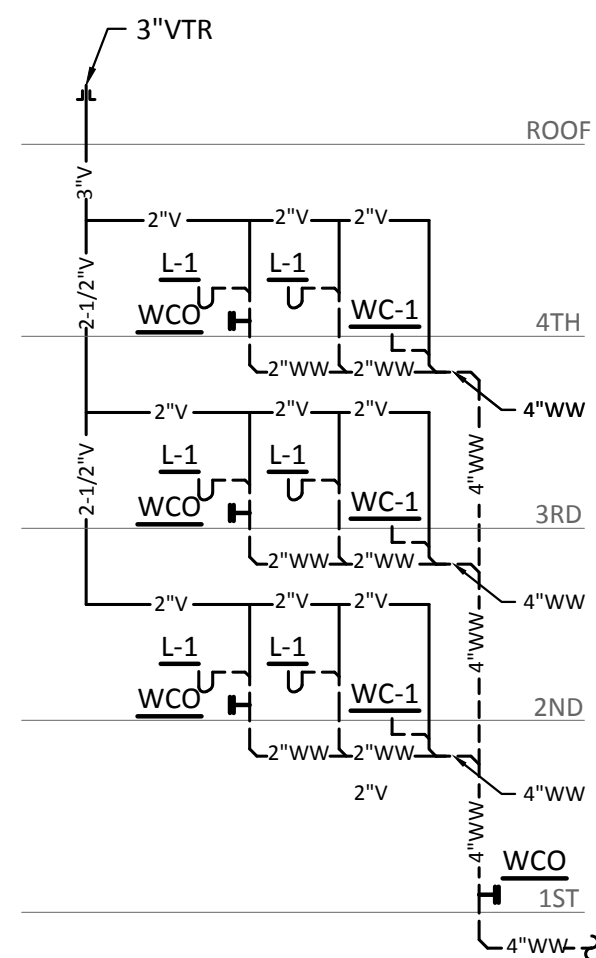 3"VTR
ROOF
3"V
2"V 2"V 2"V
2-1/2"V
L-1 L-1
WCO WC-1
4TH
2"WW 2"WW
4"WW
4"WW
2"V 2"V 2"V
2-1/2"V
L-1 L-1
WCO WC-1
3RD
2"WW 2"WW
4"WW
4"WW
2"V 2"V 2"V
L-1 L-1
WCO WC-1
2ND
2"WW 2"WW
2"V
4"WW
4"WW
WCO
1ST
4"WW